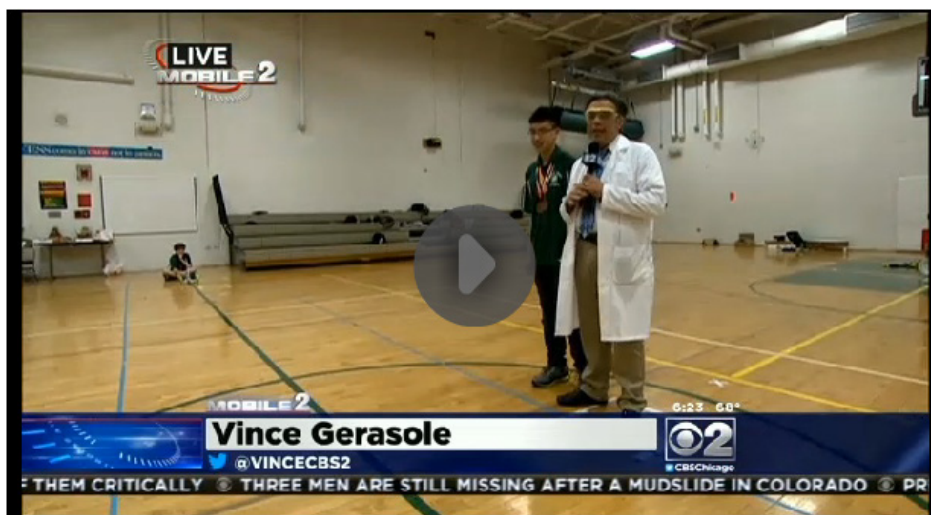 LIVE
MOBILE 2
MOBILE 2
6:23 68°
Vince Gerasole
@VINCECBS2
2
CBSChicago
F THEM CRITICALLY THREE MEN ARE STILL MISSING AFTER A MUDSLIDE IN COLORADO PR